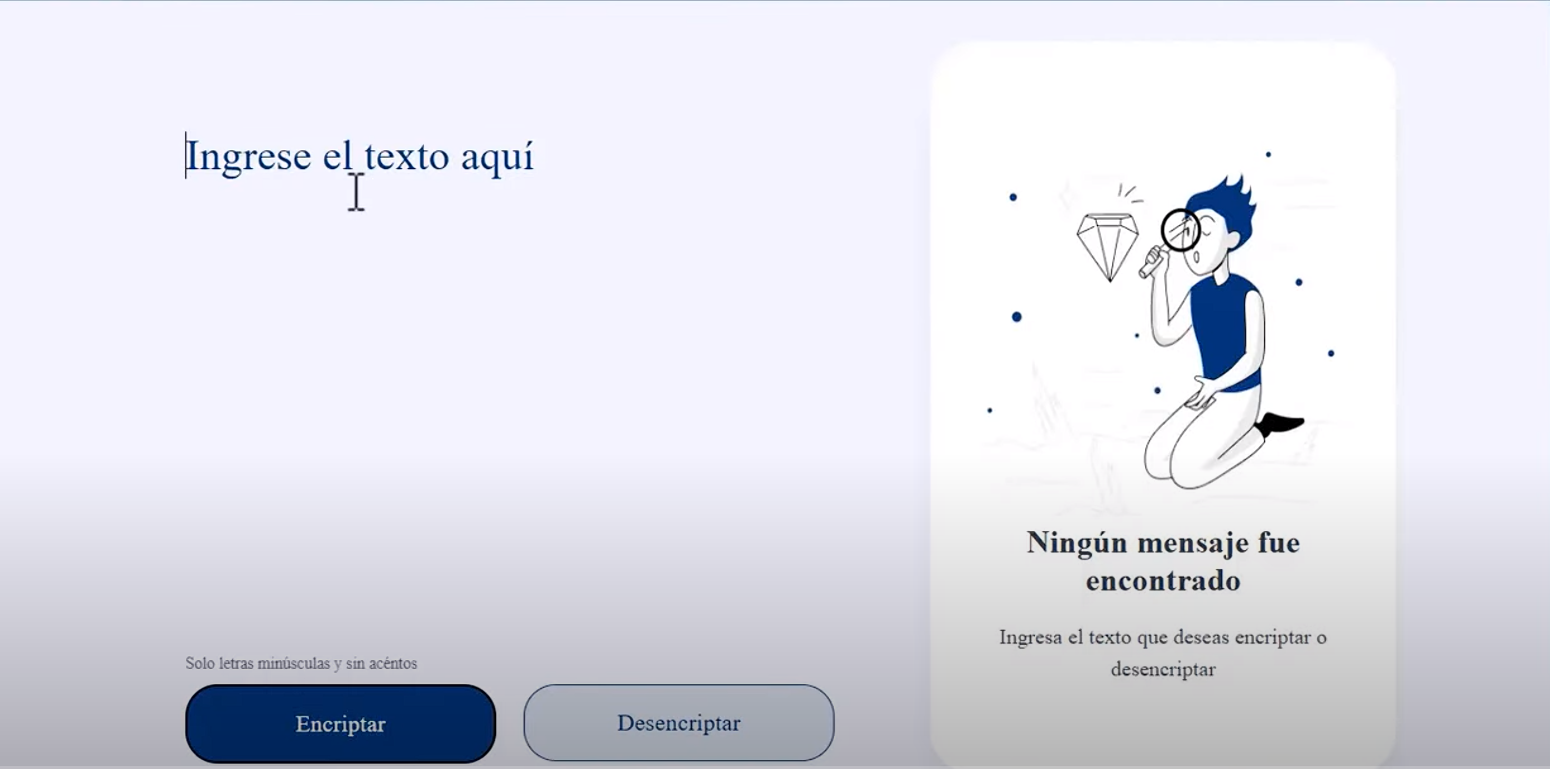 Ingrese el texto aquí
Solo letras minúsculas y sin acéntos
Encriptar
Desencriptar
Ningún mensaje fue
encontrado
Ingresa el texto que deseas encriptar o
desencriptar